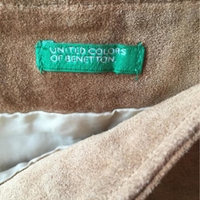 UNITED COLORS
OF BENETTON.